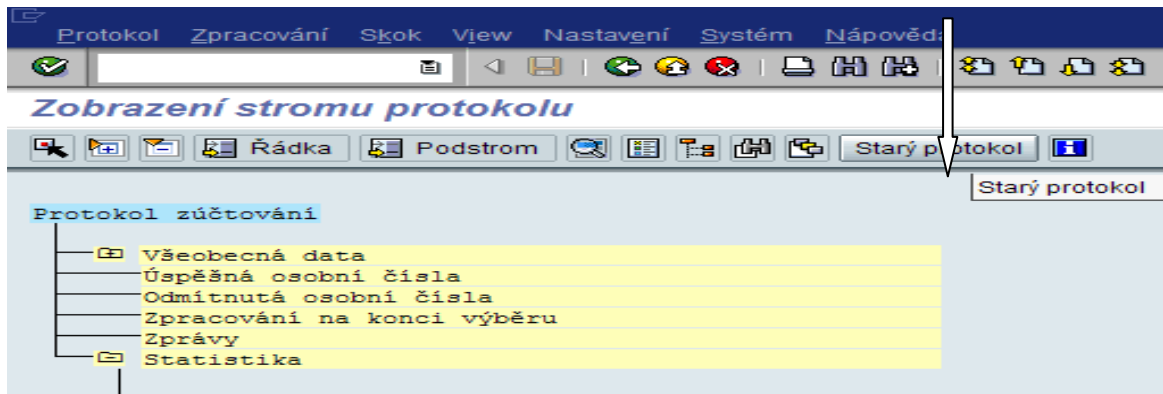 Protokol Zpracování Skok View Nastavení Systém Nápověda
Zobrazení stromu protokolu
Řádka Podstrom Starý protokol
Starý protokol
Protokol zúčtování
Všeobecná data
Úspěšná osobní čísla
Odmítnutá osobní čísla
Zpracování na konci výběru
Zprávy
Statistika